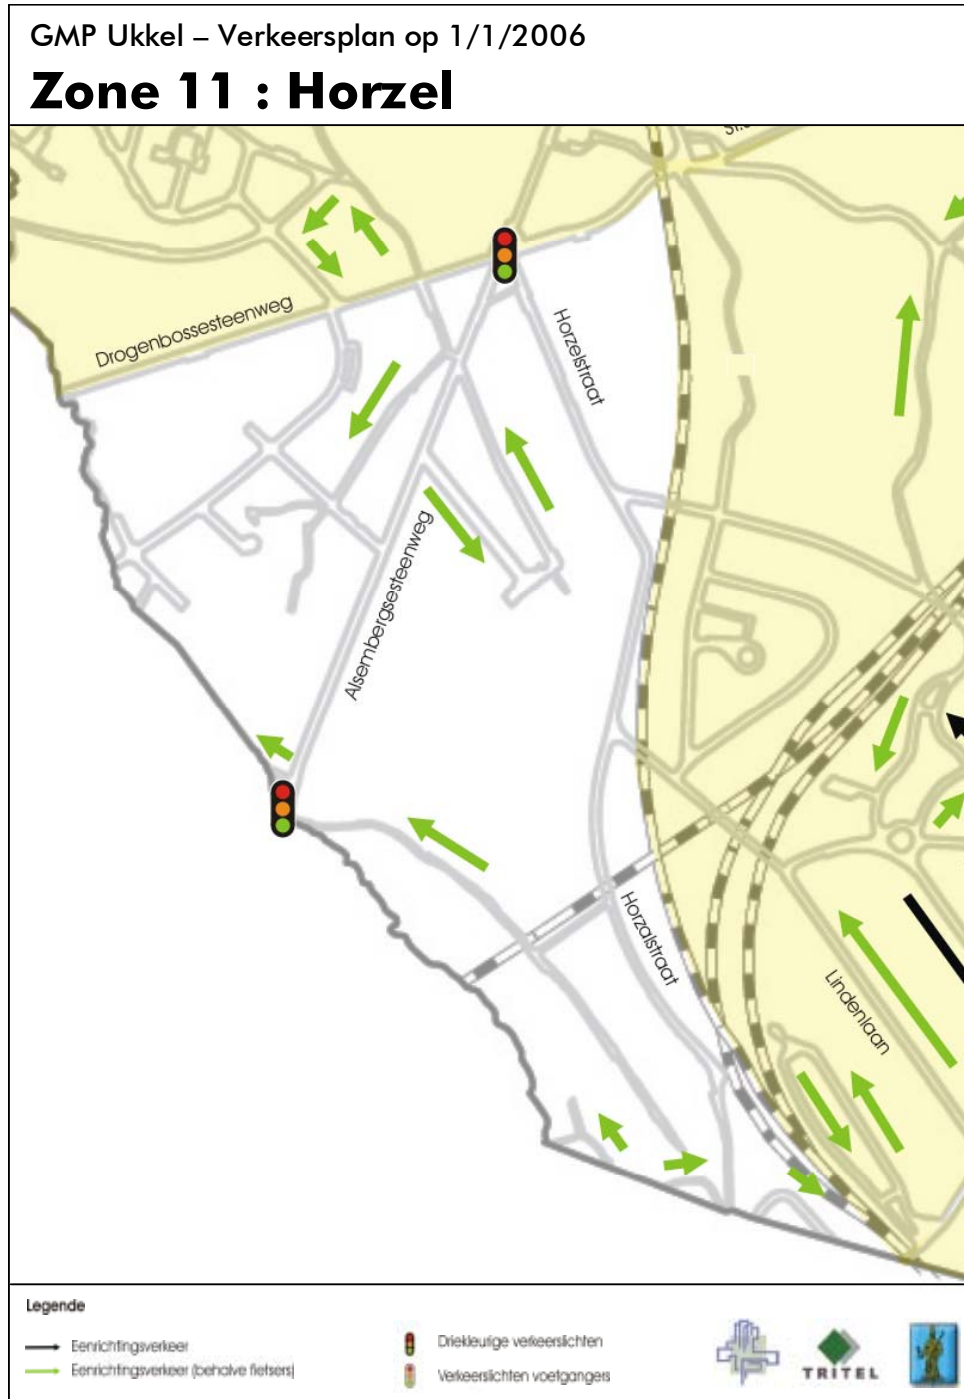 GMP Ukkel – Verkeersplan op 1/1/2006
Zone 11 : Horzel
Drogenbossesteenweg
Horzelstraat
Alsembergsesteenweg
Horzalstraat
Lindenlaan
Legende
Eenrichtingsverkeer
Eenrichtingsverkeer (behalve fietsers)
Driekleurige verkeerslichten
Verkeerslichten voetgangers
TRITEL